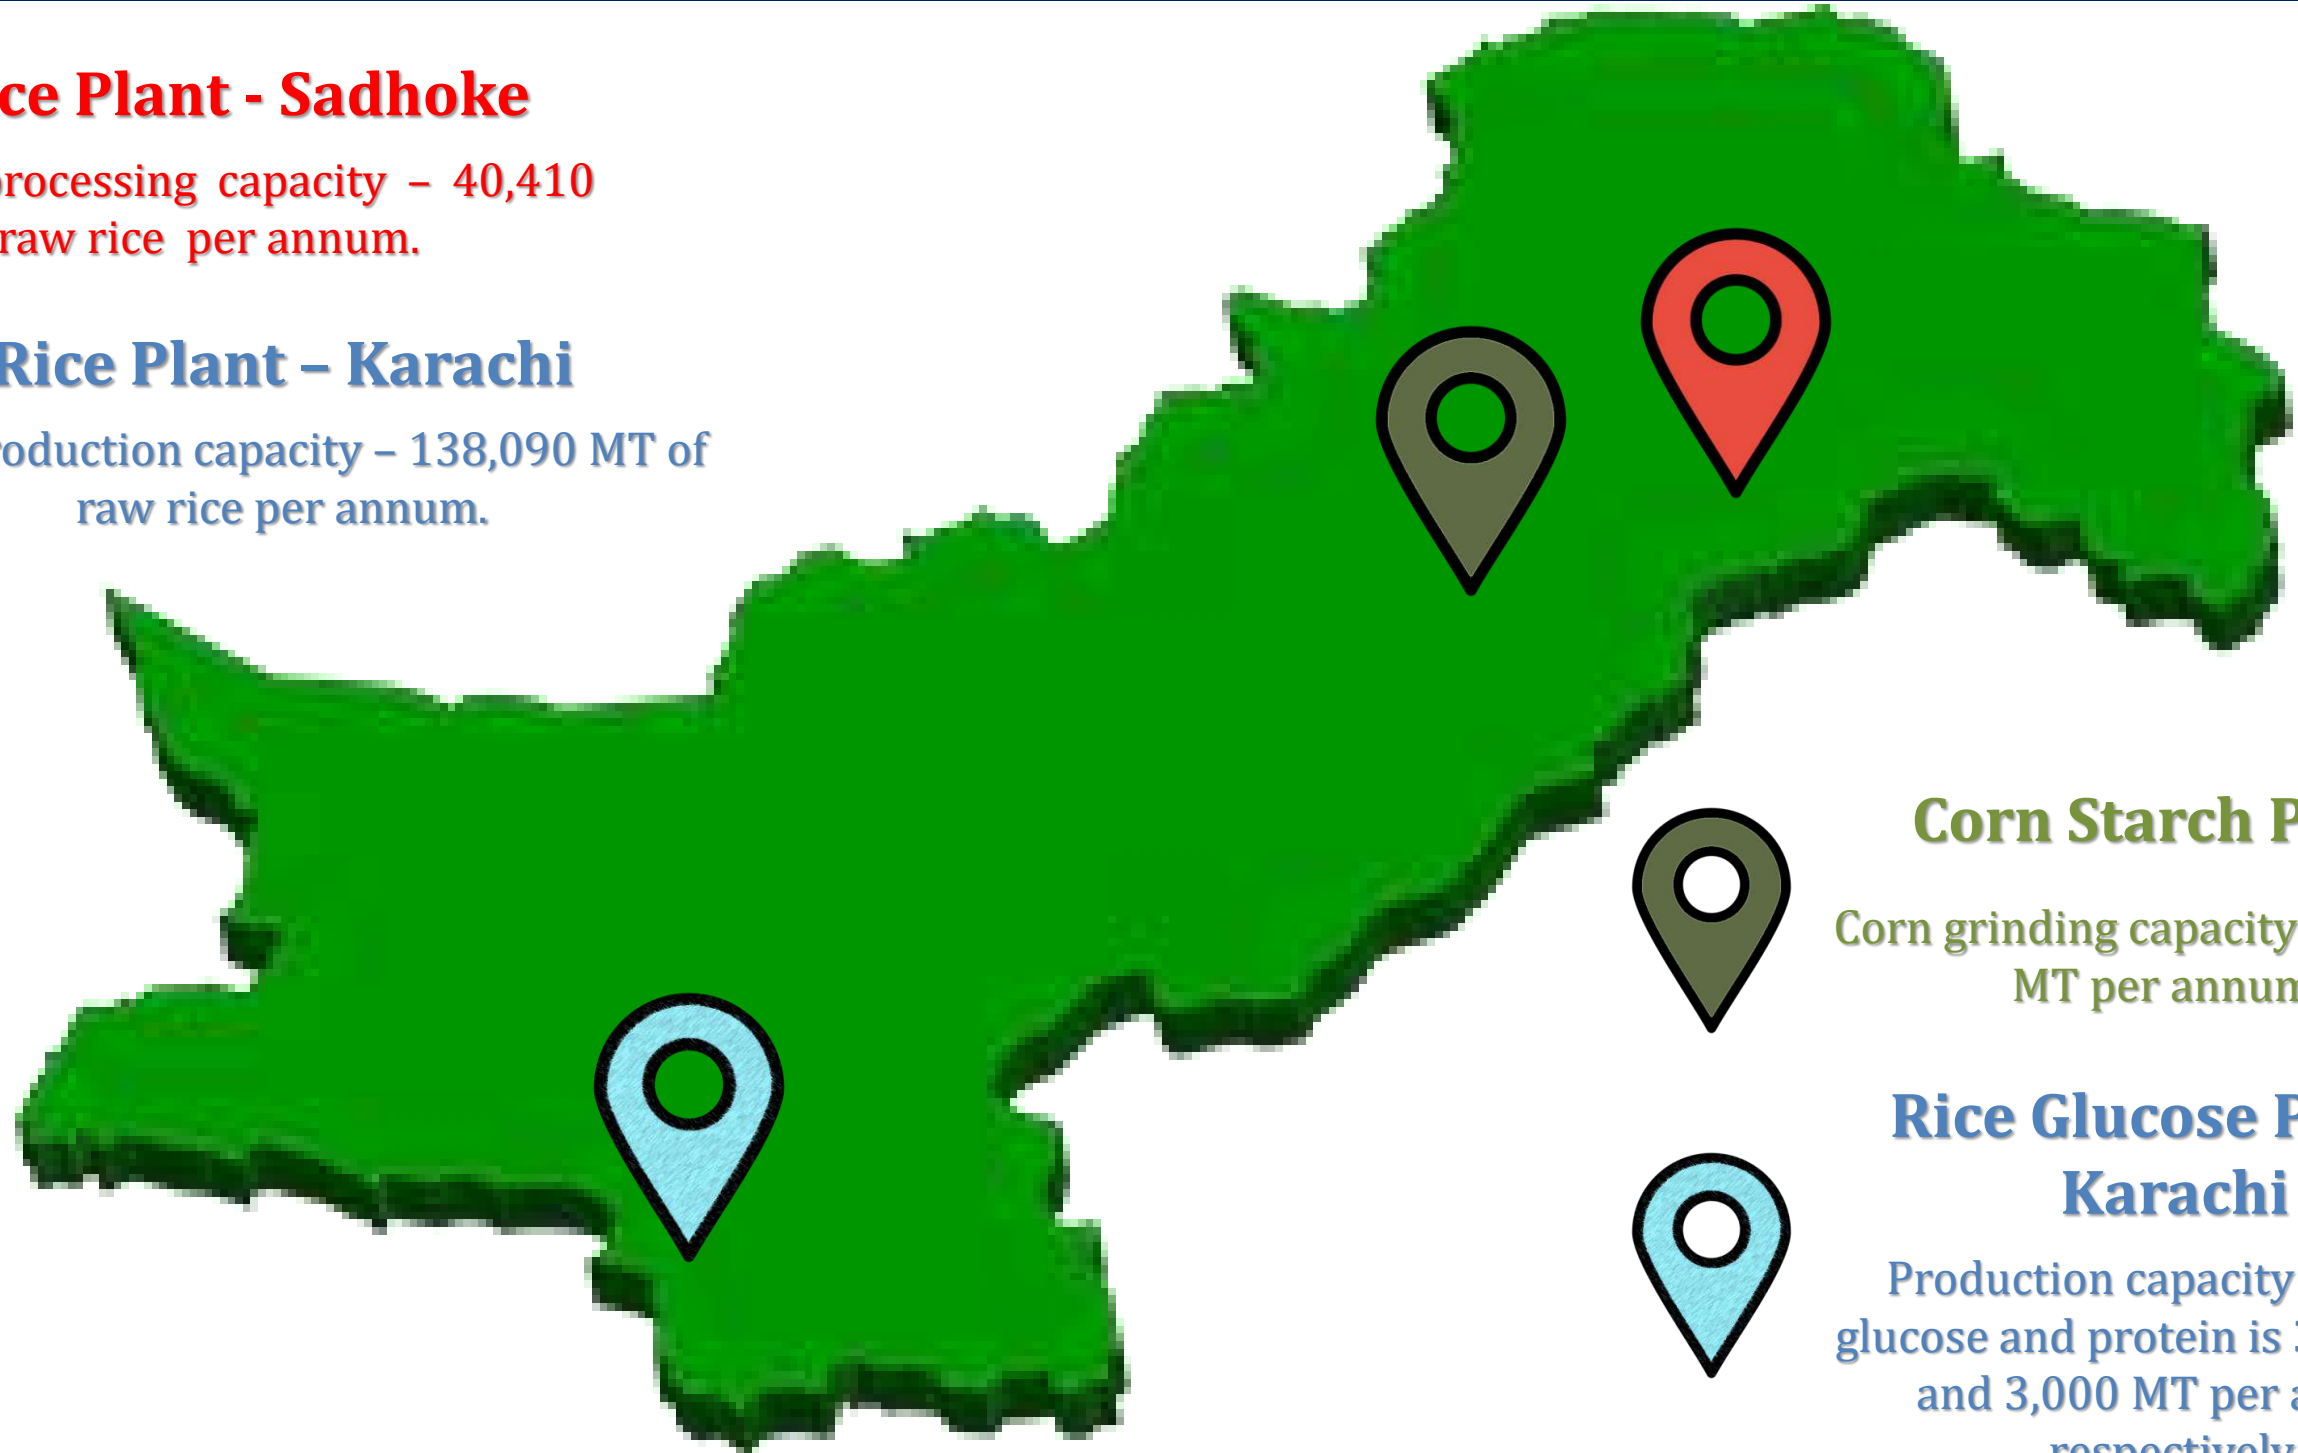 ce Plant - Sadhoke
rocessing capacity – 40,410
raw rice per annum.
Rice Plant – Karachi
roduction capacity – 138,090 MT of
raw rice per annum.
Corn Starch P
Corn grinding capacity
MT per annum
Rice Glucose P
Karachi
Production capacity
glucose and protein is
and 3,000 MT per a
respectively